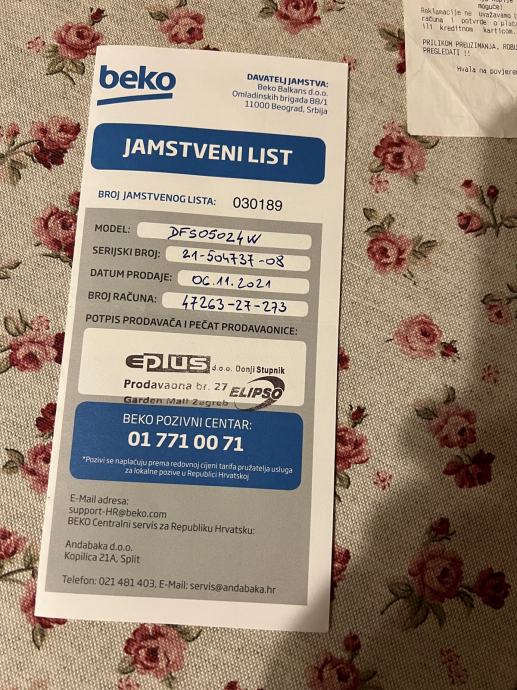 beko
DAVATELJ JAMSTVA:
Beko Balkans d.o.o.
Omladinskih brigada 88/1
11000 Beograd, Srbija
JAMSTVENI LIST
BROJ JAMSTVENOG LISTA: 030189
MODEL: DFS05024W
SERIJSKI BROJ: 21-504737-08
DATUM PRODAJE: 06.11.2021
BROJ RAČUNA: 47263-27-273
POTPIS PRODAVAČA I PEČAT PRODAVAONICE:
EPLUS d.o.o. Donji Stupnik
Prodavaona br. 27 ELIPSO
Garden Mall Zagreb
BEKO POZIVNI CENTAR:
01 771 00 71
*Pozivi se naplaćuju prema redovnoj cijeni tarifa pružatelja usluga
za lokalne pozive u Republici Hrvatskoj
E-Mail adresa:
support-HR@beko.com
BEKO Centralni servis za Republiku Hrvatsku:
Andabaka d.o.o.
Kopilica 21A, Split
Telefon: 021 481 403, E-Mail: servis@andabaka.hr
moguće!
Reklamacije ne uvažavamo
računa i potvrde o
ili kreditnom karticom.
PRILIKOM PREUZIMANJA,
PREGLEDATI !!
Hvala na